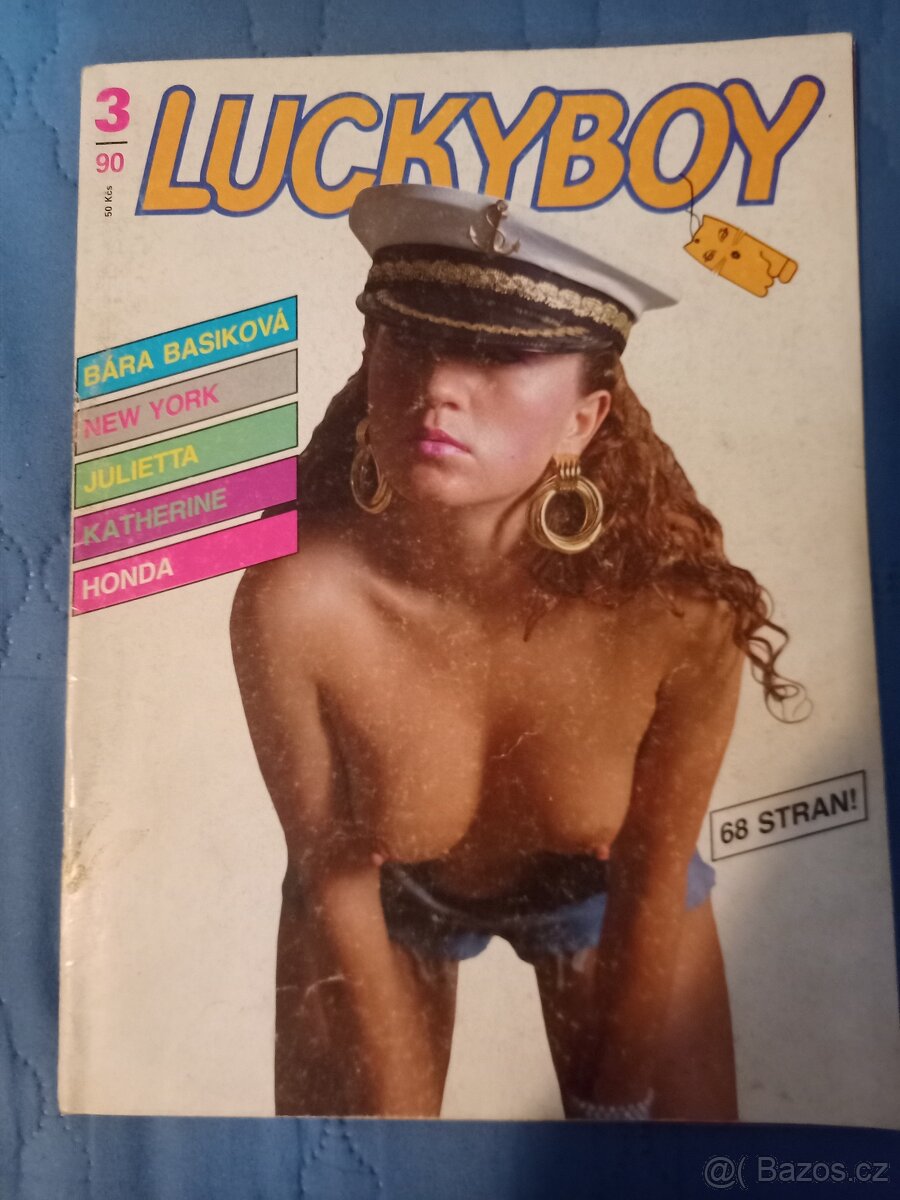 3
90
50 Kčs
LUCKYBOY
BÁRA BASIKOVÁ
NEW YORK
JULIETTA
KATHERINE
HONDA
68 STRAN!
@( Bazos.cz